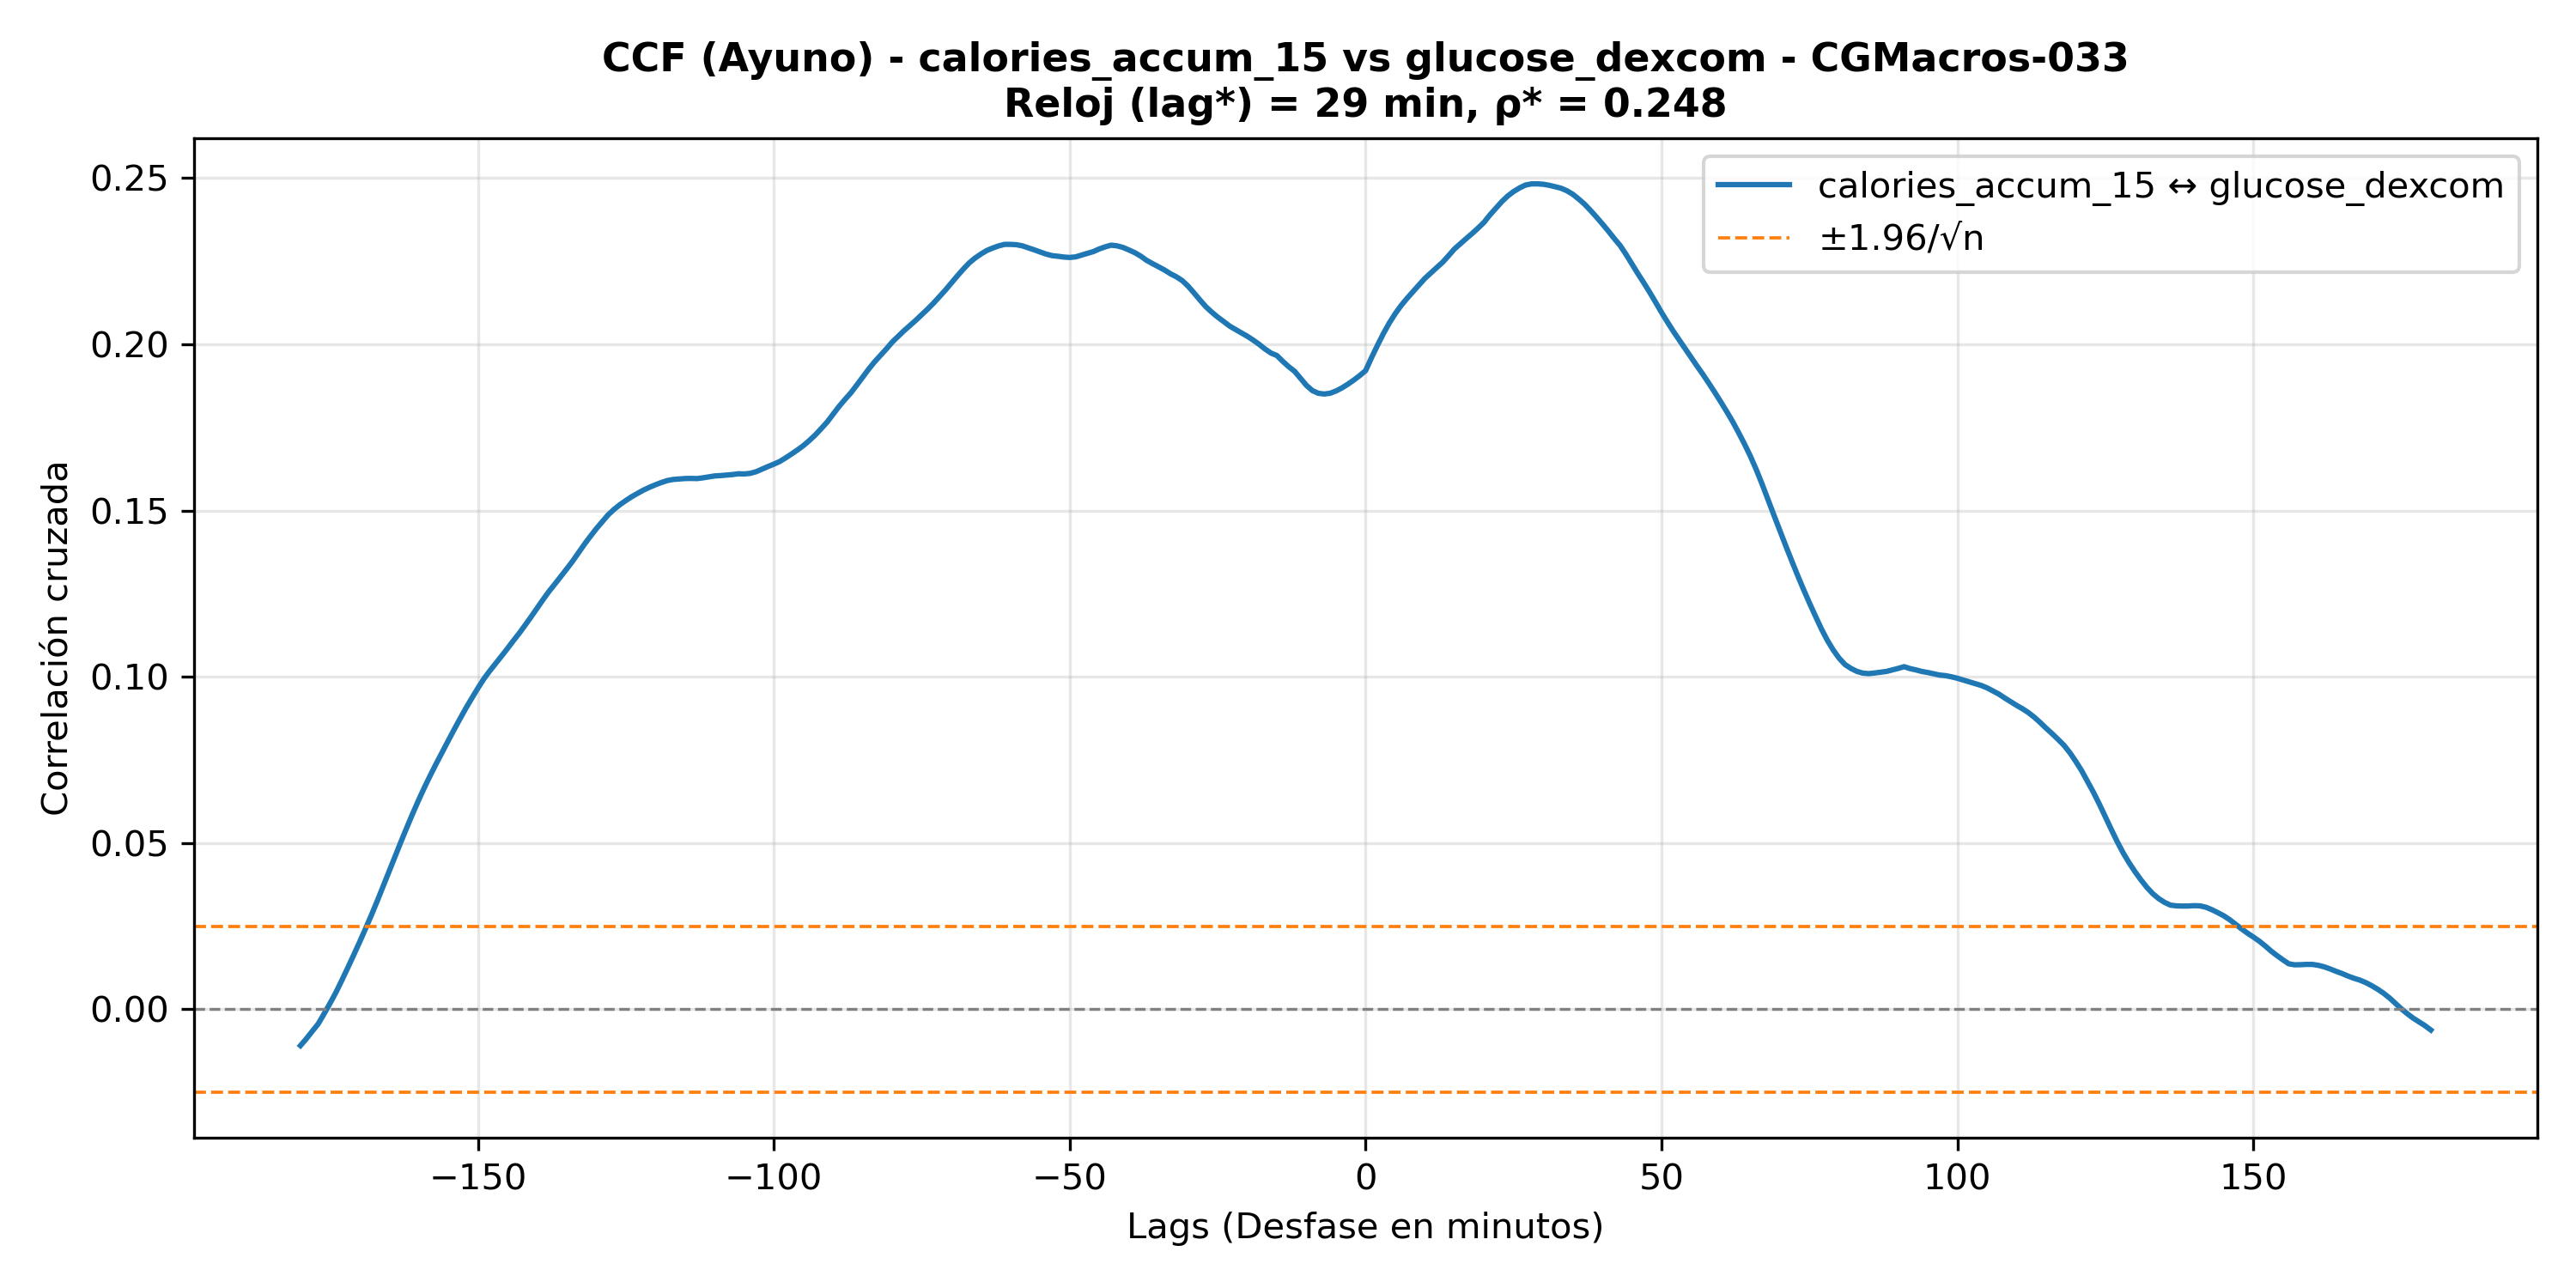 CCF (Ayuno) - calories_accum_15 vs glucose_dexcom - CGMacros-033
Reloj (lag*) = 29 min, ρ* = 0.248
calories_accum_15 ↔ glucose_dexcom
±1.96/√n
Correlación cruzada
0.25
0.20
0.15
0.10
0.05
0.00
−150
−100
−50
0
50
100
150
Lags (Desfase en minutos)